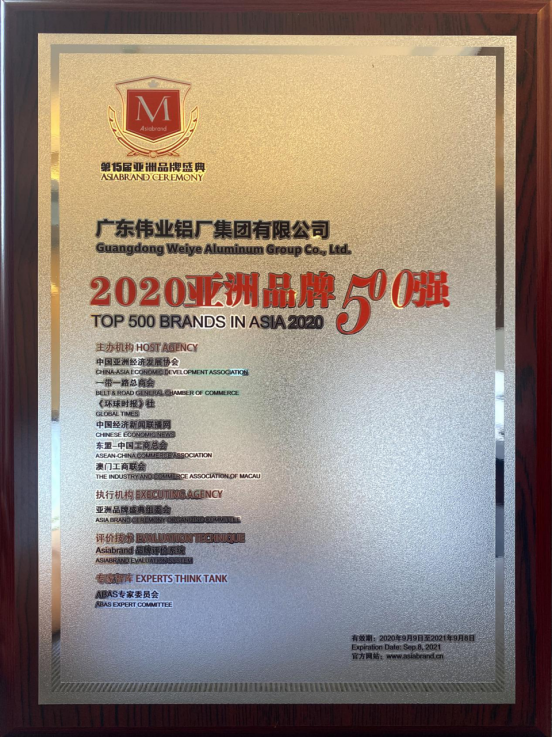 M
Asiabrand
第15届亚洲品牌盛典
ASIABRAND CEREMONY
广东伟业铝厂集团有限公司
Guangdong Weiye Aluminum Group Co., Ltd.
2020亚洲品牌500强
TOP 500 BRANDS IN ASIA 2020
主办机构 HOST AGENCY
中国亚洲经济发展协会
CHINA-ASIA ECONOMIC DEVELOPMENT ASSOCIATION
一带一路总商会
BELT & ROAD GENERAL CHAMBER OF COMMERCE
《环球时报》社
GLOBAL TIMES
中国经济新闻联播网
CHINESE ECONOMIC NEWS
东盟—中国工商总会
ASEAN-CHINA COMMERCE ASSOCIATION
澳门工商联会
THE INDUSTRY AND COMMERCE ASSOCIATION OF MACAU
执行机构 EXECUTING AGENCY
亚洲品牌盛典组委会
ASIA BRAND CEREMONY ORGANIZING
评价技术 EVALUATION TECHNIQUE
Asiabrand 品牌评价系统
ASIABRAND EVALUATION SYSTEM
专家智库 EXPERTS THINK TANK
ABAS专家委员会
ABAS EXPERT COMMITTEE
有效期：2020年9月9日至2021年9月8日
Expiration Date: Sep.8, 2021
官方网站：www.asiabrand.cn